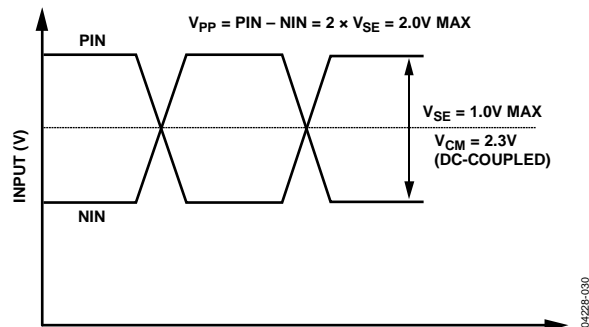 V_PP = PIN – NIN = 2 × V_SE = 2.0V MAX
PIN
V_SE = 1.0V MAX
V_CM = 2.3V
(DC-COUPLED)
INPUT (V)
NIN
04228-030